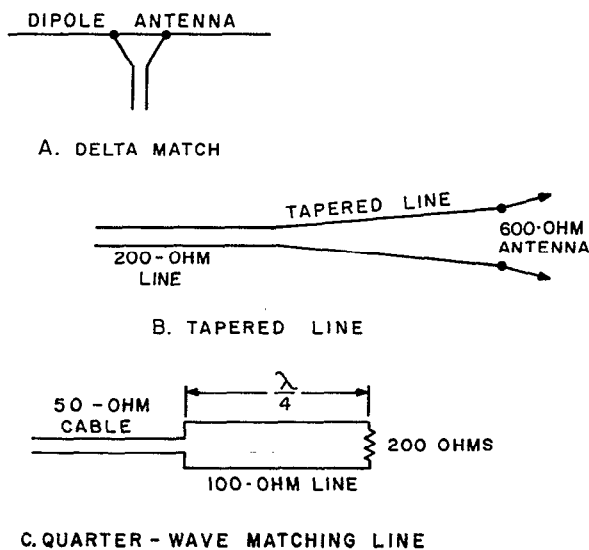 DIPOLE ANTENNA
A. DELTA MATCH
TAPERED LINE
600-OHM
ANTENNA
200-OHM
LINE
B. TAPERED LINE
λ
4
50-OHM
CABLE
200 OHMS
100-OHM LINE
C. QUARTER-WAVE MATCHING LINE